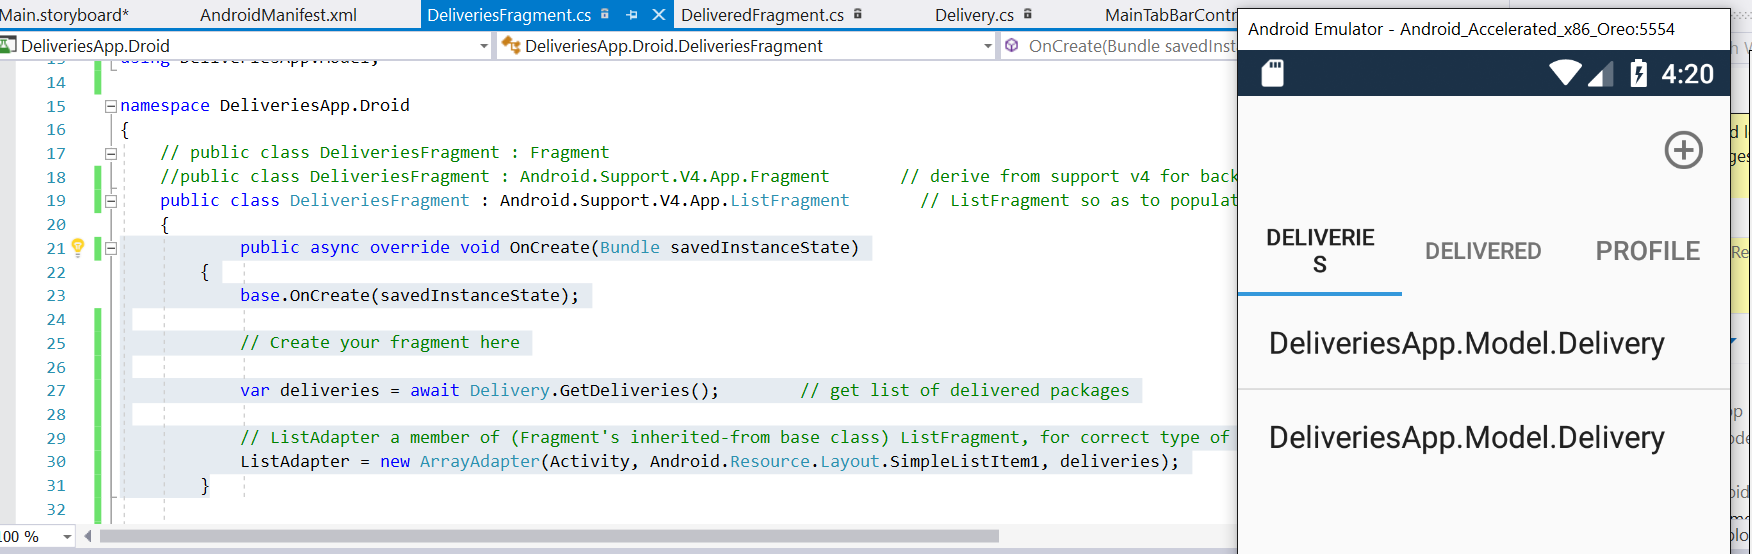 Main.storyboard*
AndroidManifest.xml
DeliveriesFragment.cs
DeliveredFragment.cs
Delivery.cs
MainTabBarContr
DeliveriesApp.Droid
DeliveriesApp.Droid.DeliveriesFragment
OnCreate(Bundle savedInst
13 using DeliveriesApp.Model;
14
15 namespace DeliveriesApp.Droid
16 {
17 // public class DeliveriesFragment : Fragment
18 //public class DeliveriesFragment : Android.Support.V4.App.Fragment // derive from support v4 for back
19 public class DeliveriesFragment : Android.Support.V4.App.ListFragment // ListFragment so as to populat
20 {
21 public async override void OnCreate(Bundle savedInstanceState)
22 {
23 base.OnCreate(savedInstanceState);
24
25 // Create your fragment here
26
27 var deliveries = await Delivery.GetDeliveries(); // get list of delivered packages
28
29 // ListAdapter a member of (Fragment's inherited-from base class) ListFragment, for correct type of
30 ListAdapter = new ArrayAdapter(Activity, Android.Resource.Layout.SimpleListItem1, deliveries);
31 }
32
100 %
Android Emulator - Android_Accelerated_x86_Oreo:5554
4:20
DELIVERIE
S
DELIVERED
PROFILE
DeliveriesApp.Model.Delivery
DeliveriesApp.Model.Delivery